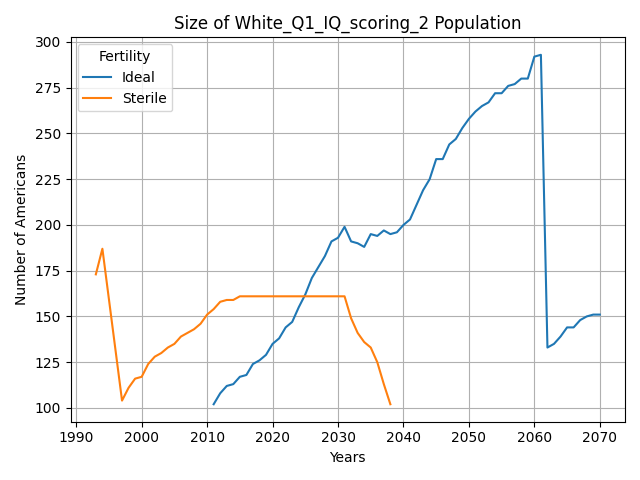 Size of White_Q1_IQ_scoring_2 Population
Number of Americans
300
275
250
225
200
175
150
125
100
Fertility
Ideal
Sterile
1990 2000 2010 2020 2030 2040 2050 2060 2070
Years